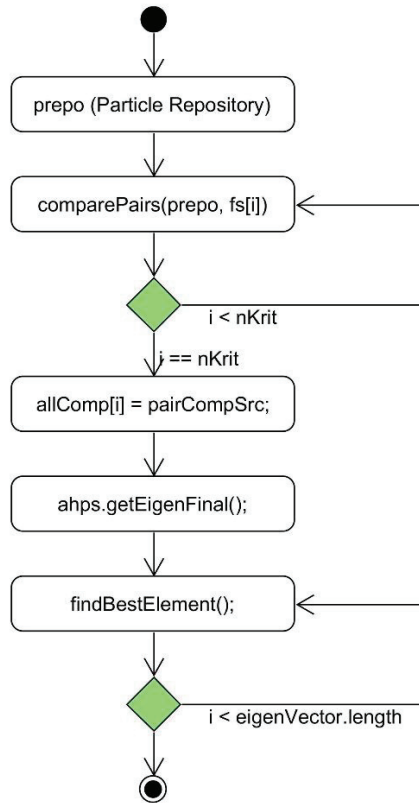 prepo (Particle Repository)
comparePairs(prepo, fs[i])
i < nKrit
i == nKrit
allComp[i] = pairCompSrc;
ahps.getEigenFinal();
findBestElement();
i < eigenVector.length